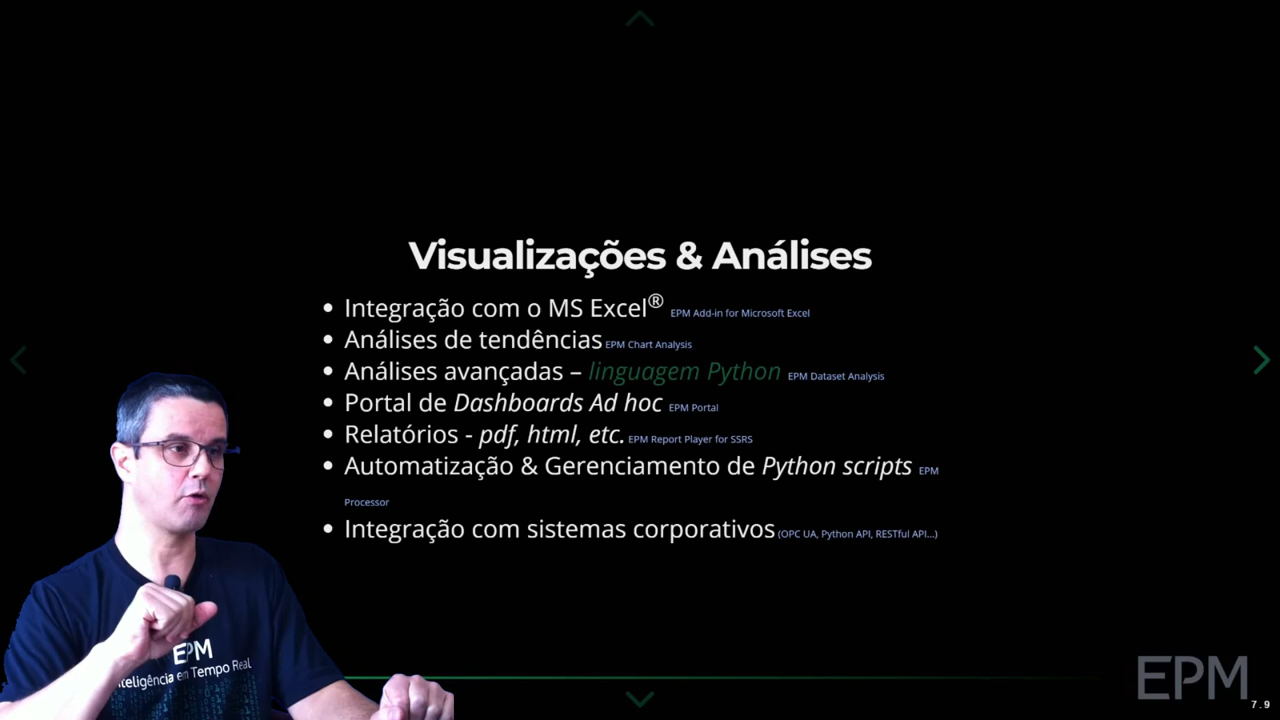 Visualizações & Análises
• Integração com o MS Excel® EPM Add-in for Microsoft Excel
• Análises de tendências EPM Chart Analysis
• Análises avançadas – linguagem Python EPM Dataset Analysis
• Portal de Dashboards Ad hoc EPM Portal
• Relatórios - pdf, html, etc. EPM Report Player for SSRS
• Automatização & Gerenciamento de Python scripts EPM
Processor
• Integração com sistemas corporativos (OPC UA, Python API, RESTful API...)
EPM
nteligência em Tempo Real
EPM
7.9